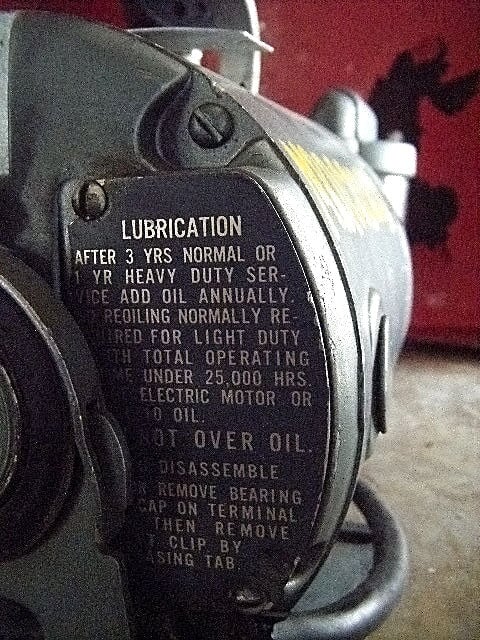 LUBRICATION
AFTER 3 YRS NORMAL OR
1 YR HEAVY DUTY SER-
VICE ADD OIL ANNUALLY.
REOILING NORMALLY RE-
FOR LIGHT DUTY
TOTAL OPERATING
UNDER 25,000 HRS.
ELECTRIC MOTOR OR
10 OIL.
NOT OVER OIL.
DISASSEMBLE
REMOVE BEARING
CAP ON TERMINAL
THEN REMOVE
CLIP BY
TAB.